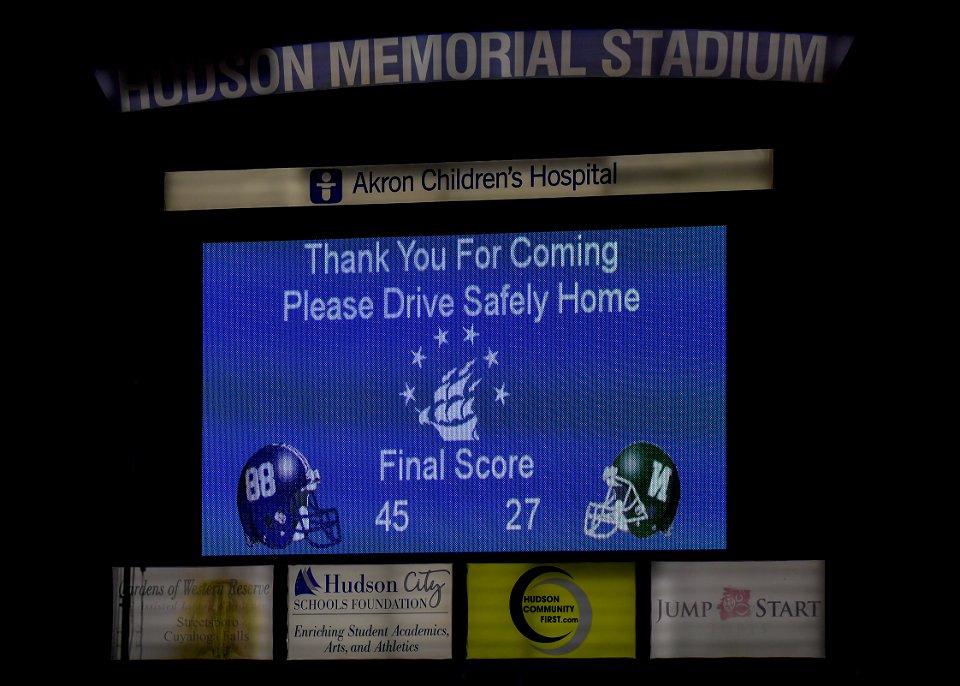 HUDSON MEMORIAL STADIUM
Akron Children's Hospital
Thank You For Coming
Please Drive Safely Home
Final Score
88
N
45 27
Gardens of Western Reserve
Streetsboro
Cuyahoga Falls
Hudson City
SCHOOLS FOUNDATION
Enriching Student Academics,
Arts, and Athletics
HUDSON
COMMUNITY
FIRST.com
JUMP START
SPORTS